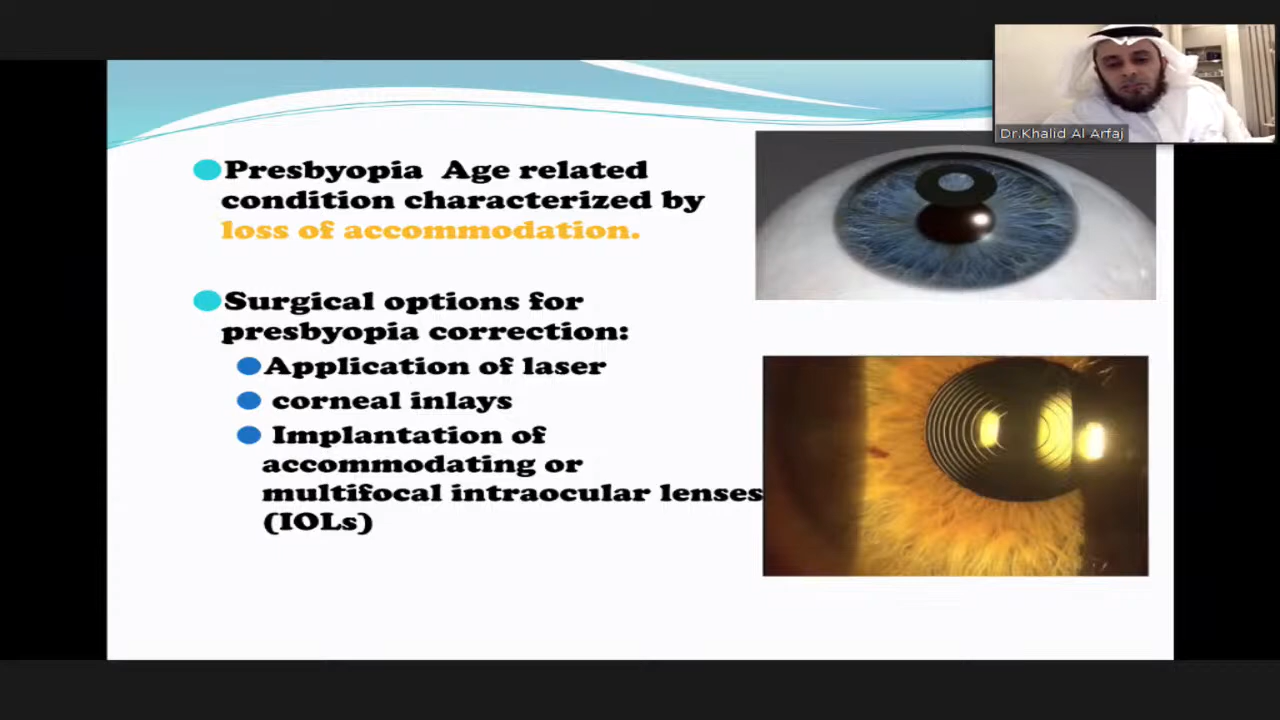 Dr.Khalid Al Arfaj
Presbyopia Age related
condition characterized by
loss of accommodation.
Surgical options for
presbyopia correction:
Application of laser
corneal inlays
Implantation of
accommodating or
multifocal intraocular lenses
(IOLs)